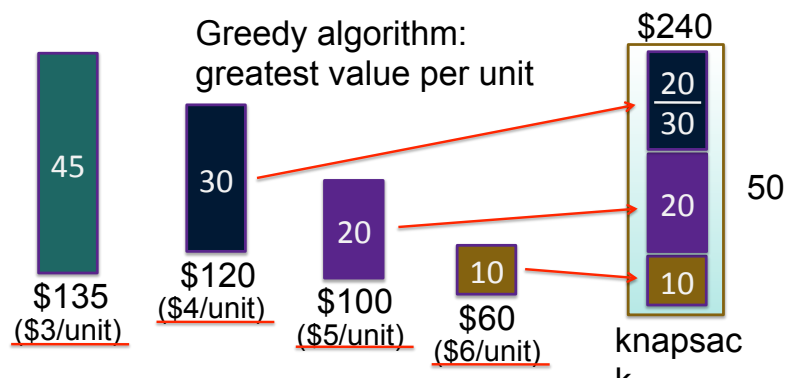 Greedy algorithm:
greatest value per unit
45
$135
($3/unit)
30
$120
($4/unit)
20
$100
($5/unit)
10
$60
($6/unit)
$240
20
30
20
10
50
knapsac
k